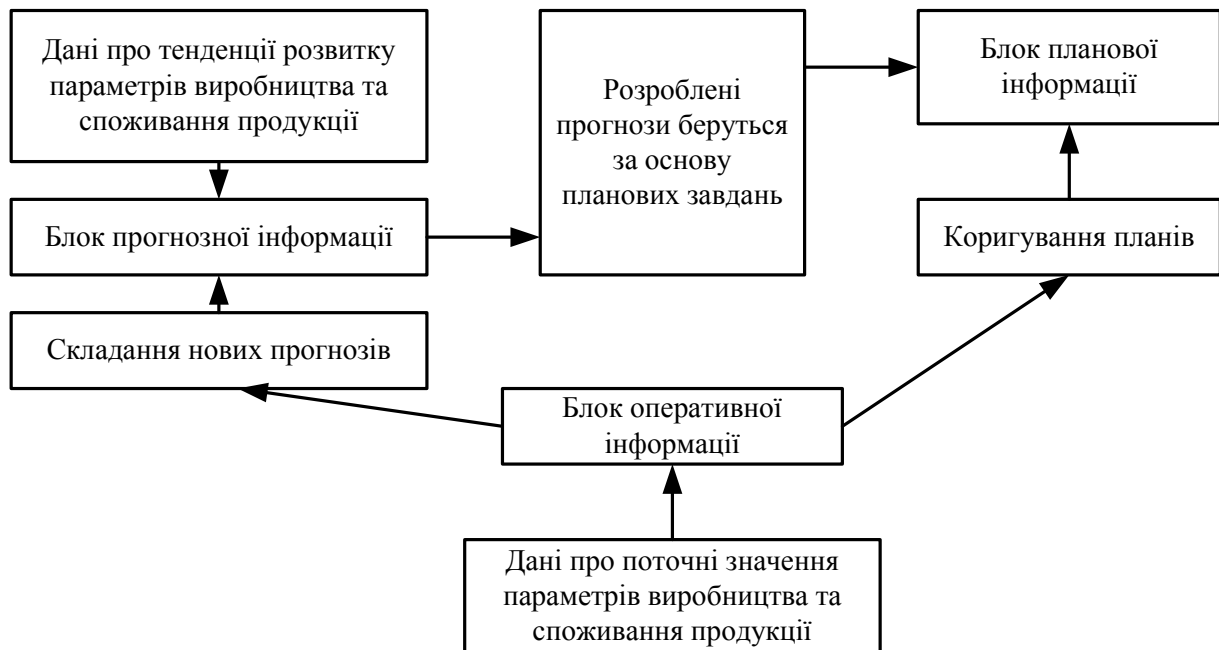 Дані про тенденції розвитку
параметрів виробництва та
споживання продукції
Розроблені
прогнози беруться
за основу
планових завдань
Блок планової
інформації
Блок прогнозної інформації
Коригування планів
Складання нових прогнозів
Блок оперативної
інформації
Дані про поточні значення
параметрів виробництва та
споживання продукції